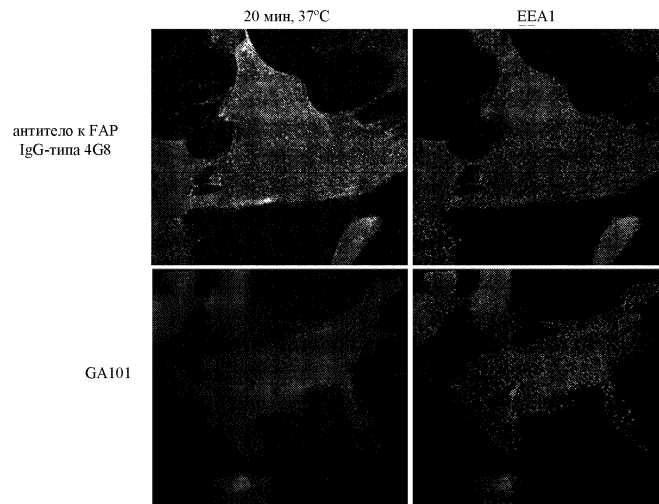 20 мин, 37°C
EEA1
антитело к FAP
IgG-типа 4G8
GA101